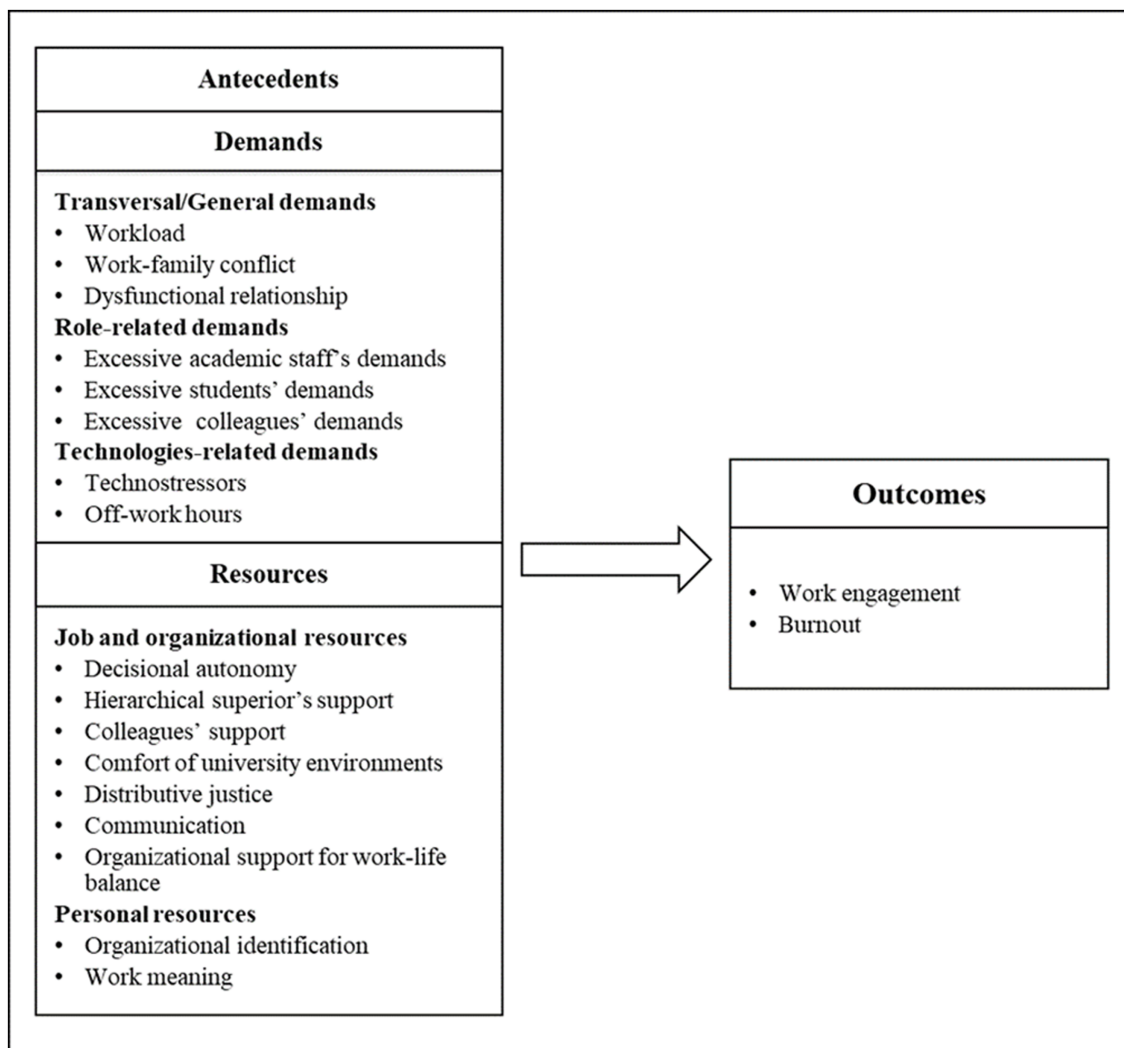 Antecedents
Demands
Transversal/General demands
• Workload
• Work-family conflict
• Dysfunctional relationship
Role-related demands
• Excessive academic staff's demands
• Excessive students' demands
• Excessive colleagues' demands
Technologies-related demands
• Technostressors
• Off-work hours
Resources
Job and organizational resources
• Decisional autonomy
• Hierarchical superior's support
• Colleagues' support
• Comfort of university environments
• Distributive justice
• Communication
• Organizational support for work-life
balance
Personal resources
• Organizational identification
• Work meaning
Outcomes
• Work engagement
• Burnout